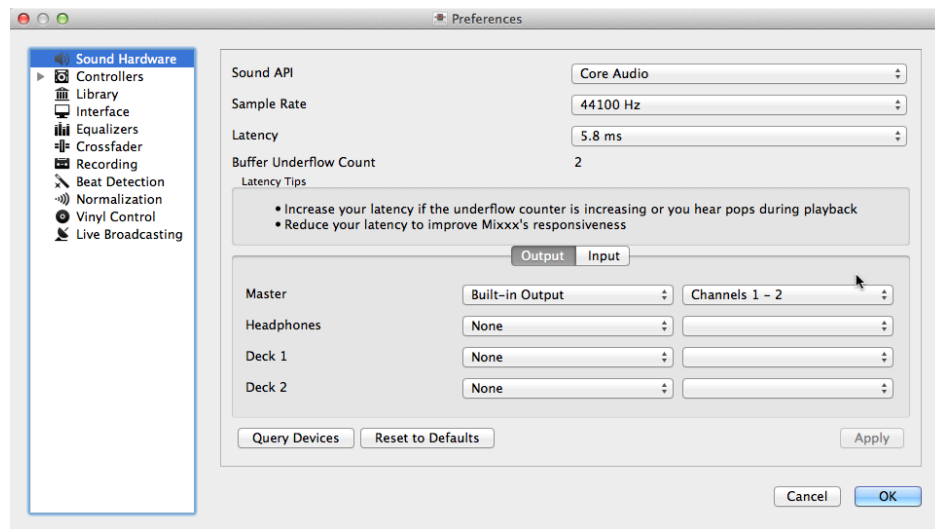 Preferences
Sound Hardware
Controllers
Library
Interface
Equalizers
Crossfader
Recording
Beat Detection
Normalization
Vinyl Control
Live Broadcasting
Sound API Core Audio
Sample Rate 44100 Hz
Latency 5.8 ms
Buffer Underflow Count 2
Latency Tips
• Increase your latency if the underflow counter is increasing or you hear pops during playback
• Reduce your latency to improve Mixxx's responsiveness
Output Input
Master Built-in Output Channels 1 – 2
Headphones None
Deck 1 None
Deck 2 None
Query Devices Reset to Defaults Apply
Cancel OK